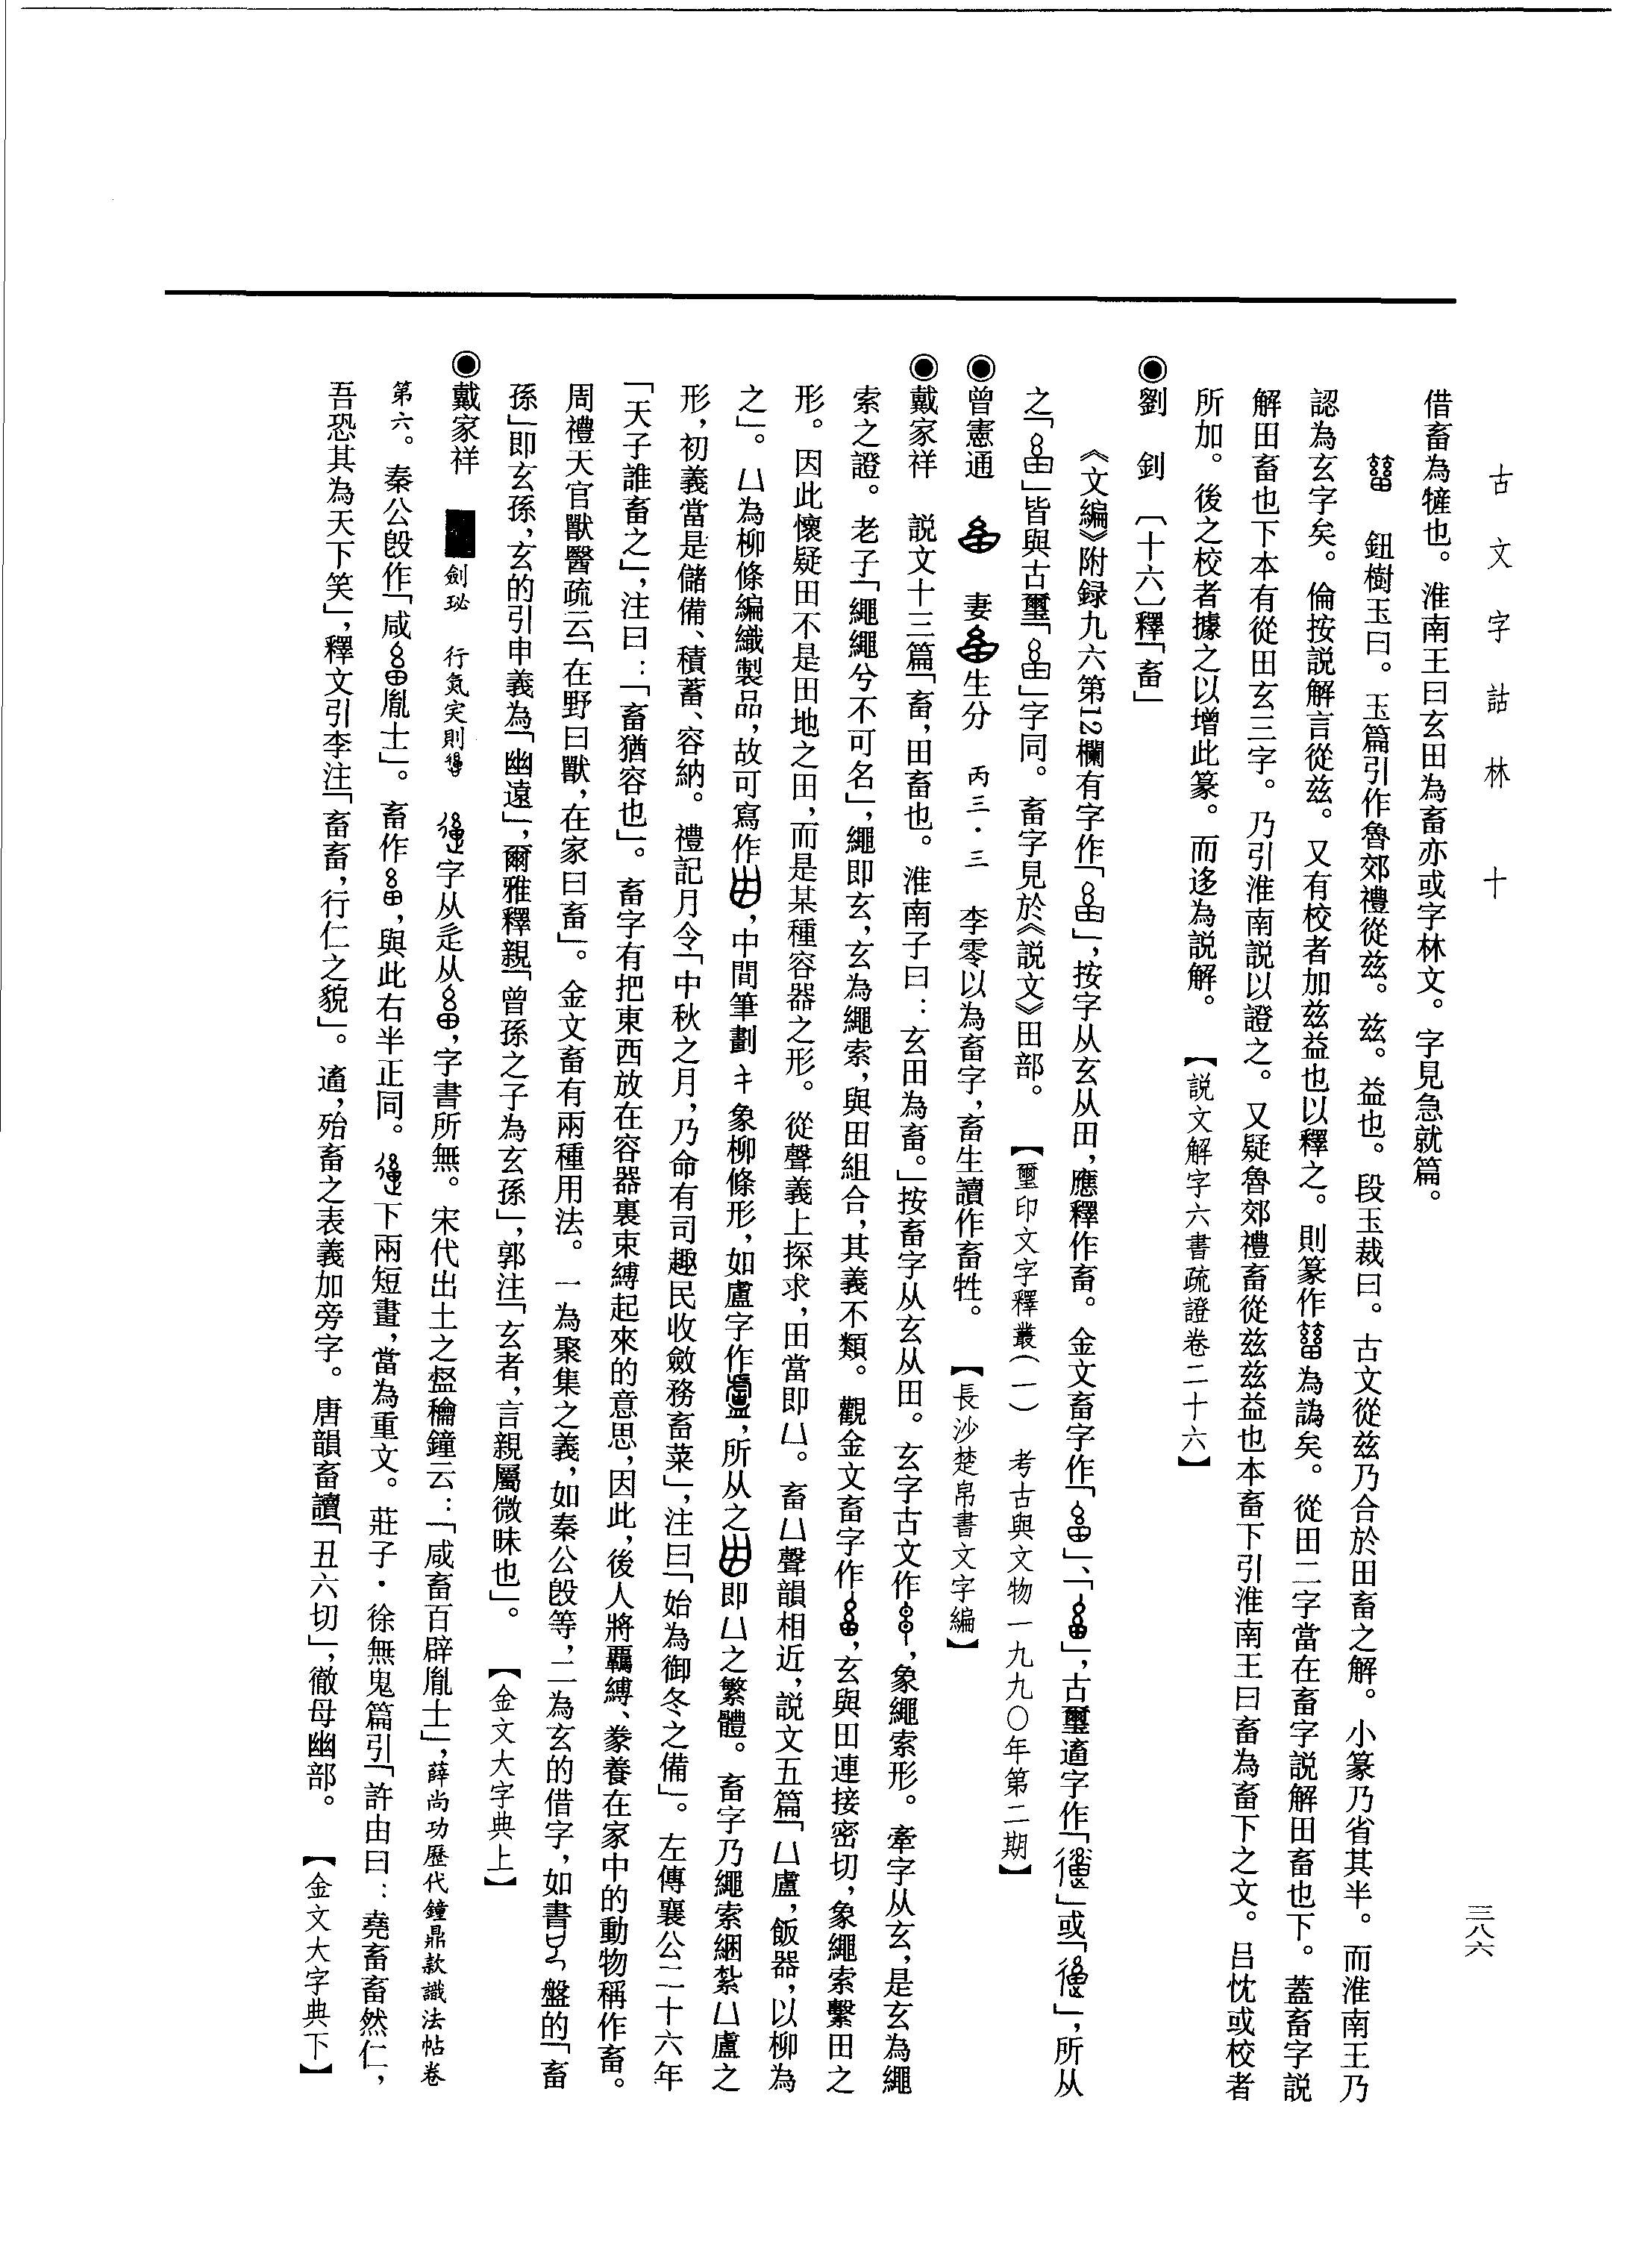 古文字詁林 十
三八六
借畜為㹌也。淮南王曰玄田為畜亦或字林文。字見急就篇。
鈕樹玉曰。玉篇引作魯郊禮從茲。茲。益也。段玉裁曰。古文從茲乃合於田畜之解。小篆乃省其半。而淮南王乃
認為玄字矣。倫按説解言從茲。又有校者加茲益也以釋之。則篆作為譌矣。從田二字當在畜字説解田畜也下。蓋畜字説
解田畜也下本有從田玄三字。乃引淮南説以證之。又疑魯郊禮畜從茲茲益也本畜下引淮南王曰畜為畜下之文。吕忱或校者
所加。後之校者據之以增此篆。而迻為説解。【説文解字六書疏證卷二十六】
◉劉 釗 〔十六〕釋「畜」
《文編》附録九六第12欄有字作「」,按字从玄从田,應釋作畜。金文畜字作「」、「」,古璽䕋字作「」或「」,所从
之「」皆與古璽「」字同。畜字見於《説文》田部。【璽印文字釋叢(一) 考古與文物一九九〇年第二期】
◉曾憲通 妻生分 丙三・三 李零以為畜字,畜生讀作畜牲。【長沙楚帛書文字編】
◉戴家祥 説文十三篇「畜,田畜也。淮南子曰:玄田為畜。」按畜字从玄从田。玄字古文作,象繩索形。牽字从玄,是玄為繩
索之證。老子「繩繩兮不可名」,繩即玄,玄為繩索,與田組合,其義不類。觀金文畜字作,玄與田連接密切,象繩索繫田之
形。因此懷疑田不是田地之田,而是某種容器之形。從聲義上探求,田當即凵。畜凵聲韻相近,説文五篇「凵盧,飯器,以柳為
之」。凵為柳條編織製品,故可寫作,中間筆劃象柳條形,如盧字作,所从之即凵之繁體。畜字乃繩索綑紮凵盧之
形,初義當是儲備、積蓄、容納。禮記月令「中秋之月,乃命有司趣民收斂務畜菜」,注曰「始為御冬之備」。左傳襄公二十六年
「天子誰畜之」,注曰:「畜猶容也」。畜字有把東西放在容器裏束縛起來的意思,因此,後人將羈縛、豢養在家中的動物稱作畜。
周禮天官獸醫疏云「在野曰獸,在家曰畜」。金文畜有兩種用法。一為聚集之義,如秦公𣪘等,二為玄的借字,如書盤的「畜
孫」即玄孫,玄的引申義為「幽遠」,爾雅釋親「曾孫之子為玄孫」,郭注「玄者,言親屬微昧也」。【金文大字典上】
◉戴家祥 劍珌 行氣実則 字从辵从,字書所無。宋代出土之盄龢鐘云:「咸畜百辟胤士」,薛尚功歷代鐘鼎款識法帖卷
第六。秦公𣪘作「咸胤士」。畜作,與此右半正同。下兩短畫,當為重文。莊子・徐無鬼篇引「許由曰:堯畜畜然仁,
吾恐其為天下笑」,釋文引李注「畜畜,行仁之貌」。䕋,殆畜之表義加旁字。唐韻畜讀「丑六切」,徹母幽部。【金文大字典下】